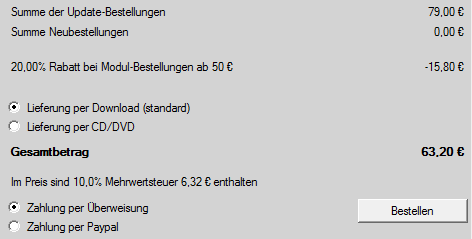 Summe der Update-Bestellungen 79,00 €
Summe Neubestellungen 0,00 €
20,00% Rabatt bei Modul-Bestellungen ab 50 € -15,80 €
Lieferung per Download (standard)
Lieferung per CD/DVD
Gesamtbetrag 63,20 €
Im Preis sind 10,0% Mehrwertsteuer 6,32 € enthalten
Zahlung per Überweisung
Bestellen
Zahlung per Paypal